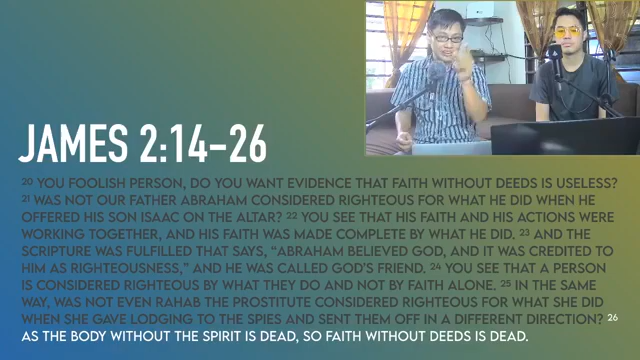 JAMES 2:14-26
20 YOU FOOLISH PERSON, DO YOU WANT EVIDENCE THAT FAITH WITHOUT DEEDS IS USELESS?
21 WAS NOT OUR FATHER ABRAHAM CONSIDERED RIGHTEOUS FOR WHAT HE DID WHEN HE
OFFERED HIS SON ISAAC ON THE ALTAR? 22 YOU SEE THAT HIS FAITH AND HIS ACTIONS WERE
WORKING TOGETHER, AND HIS FAITH WAS MADE COMPLETE BY WHAT HE DID. 23 AND THE
SCRIPTURE WAS FULFILLED THAT SAYS, “ABRAHAM BELIEVED GOD, AND IT WAS CREDITED TO
HIM AS RIGHTEOUSNESS,” AND HE WAS CALLED GOD’S FRIEND. 24 YOU SEE THAT A PERSON
IS CONSIDERED RIGHTEOUS BY WHAT THEY DO AND NOT BY FAITH ALONE. 25 IN THE SAME
WAY, WAS NOT EVEN RAHAB THE PROSTITUTE CONSIDERED RIGHTEOUS FOR WHAT SHE DID
WHEN SHE GAVE LODGING TO THE SPIES AND SENT THEM OFF IN A DIFFERENT DIRECTION? 26
AS THE BODY WITHOUT THE SPIRIT IS DEAD, SO FAITH WITHOUT DEEDS IS DEAD.